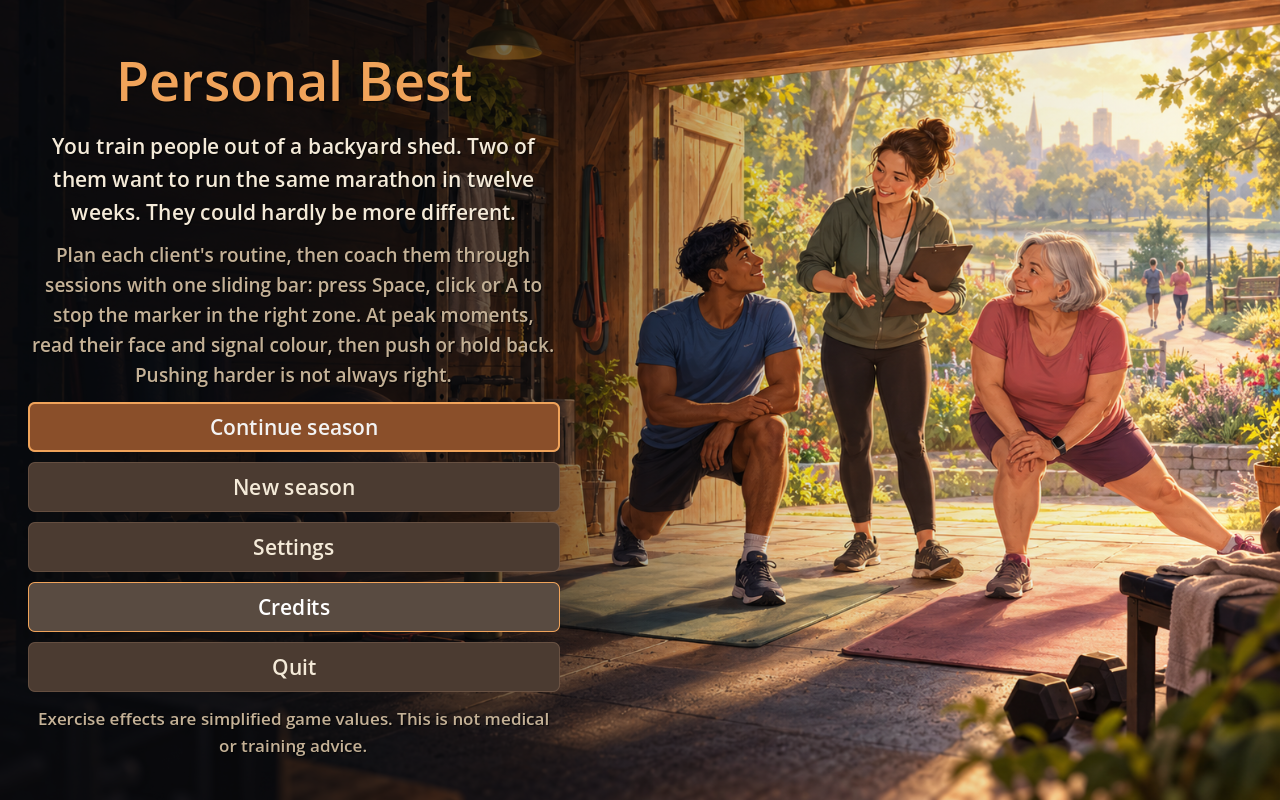 Personal Best
You train people out of a backyard shed. Two of
them want to run the same marathon in twelve
weeks. They could hardly be more different.
Plan each client's routine, then coach them through
sessions with one sliding bar: press Space, click or A to
stop the marker in the right zone. At peak moments,
read their face and signal colour, then push or hold back.
Pushing harder is not always right.
Continue season
New season
Settings
Credits
Quit
Exercise effects are simplified game values. This is not medical
or training advice.